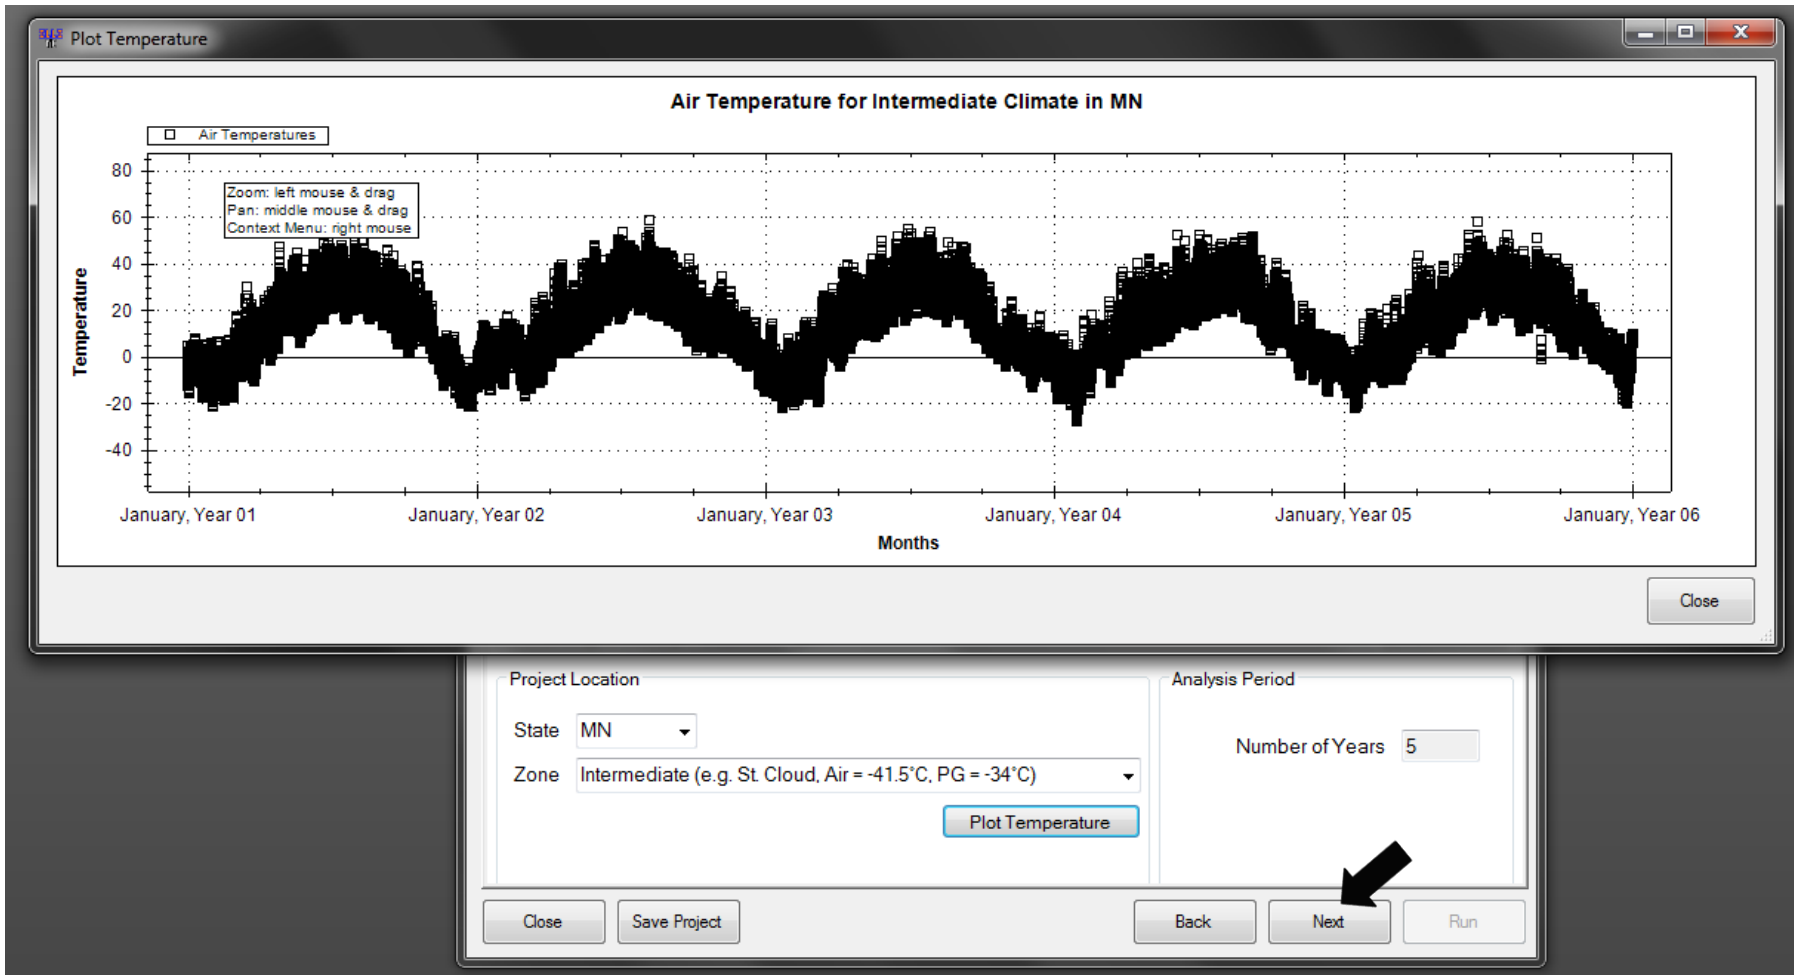 Plot Temperature
Air Temperature for Intermediate Climate in MN
Air Temperatures
Zoom: left mouse & drag
Pan: middle mouse & drag
Context Menu: right mouse
80
60
40
20
0
-20
-40
Temperature
January, Year 01 January, Year 02 January, Year 03 January, Year 04 January, Year 05 January, Year 06
Months
Close
Project Location
State MN
Zone Intermediate (e.g. St. Cloud, Air = -41.5°C, PG = -34°C)
Plot Temperature
Analysis Period
Number of Years 5
Close Save Project Back Next Run